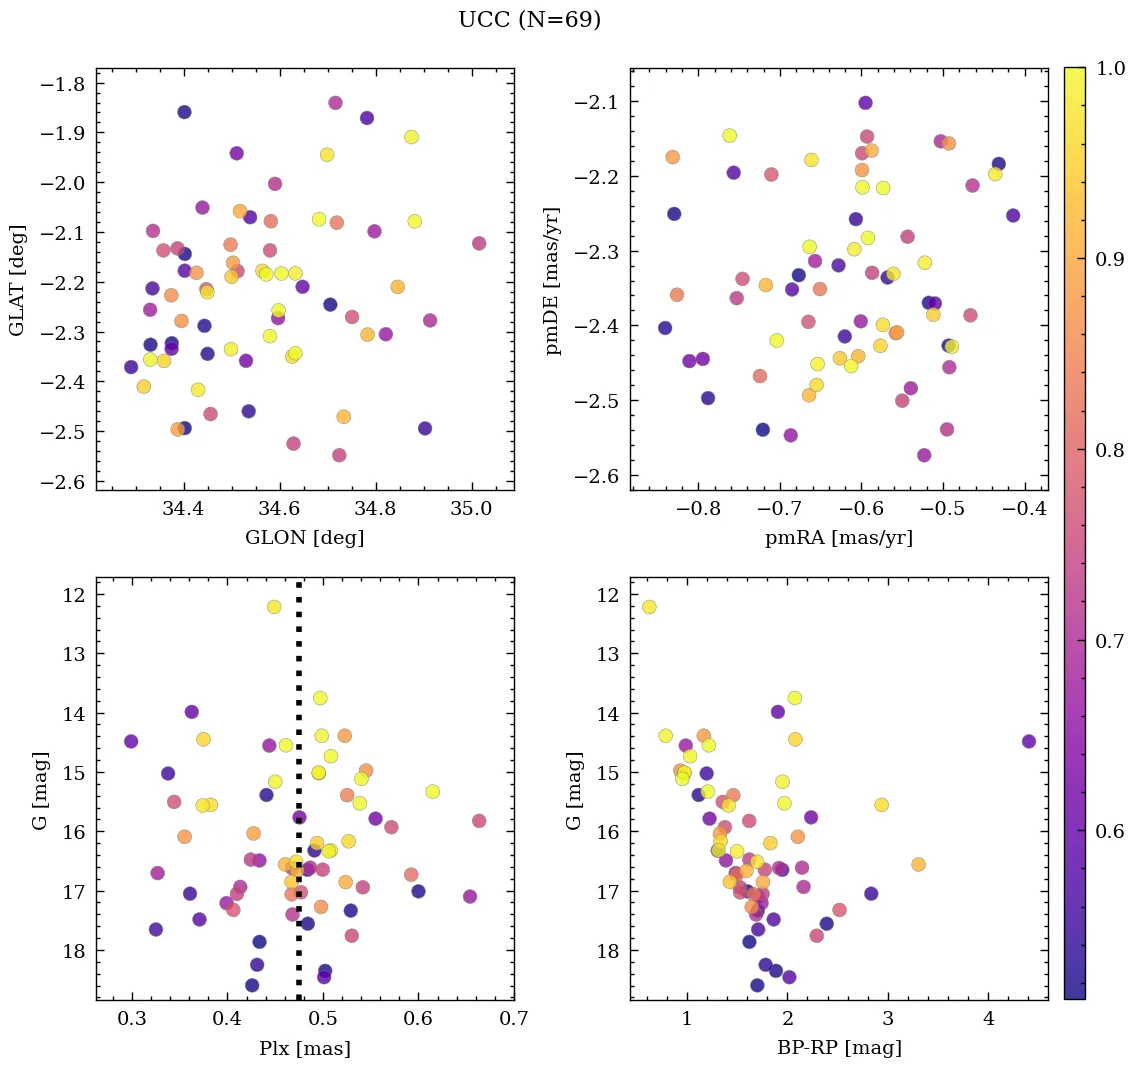 UCC (N=69)
−1.8
−1.9
−2.0
−2.1
−2.2
−2.3
−2.4
−2.5
−2.6
GLAT [deg]
34.4 34.6 34.8 35.0
GLON [deg]
−2.1
−2.2
−2.3
−2.4
−2.5
−2.6
pmDE [mas/yr]
−0.8 −0.7 −0.6 −0.5 −0.4
pmRA [mas/yr]
1.0
0.9
0.8
0.7
0.6
12
13
14
15
16
17
18
G [mag]
0.3 0.4 0.5 0.6 0.7
Plx [mas]
12
13
14
15
16
17
18
G [mag]
1 2 3 4
BP-RP [mag]